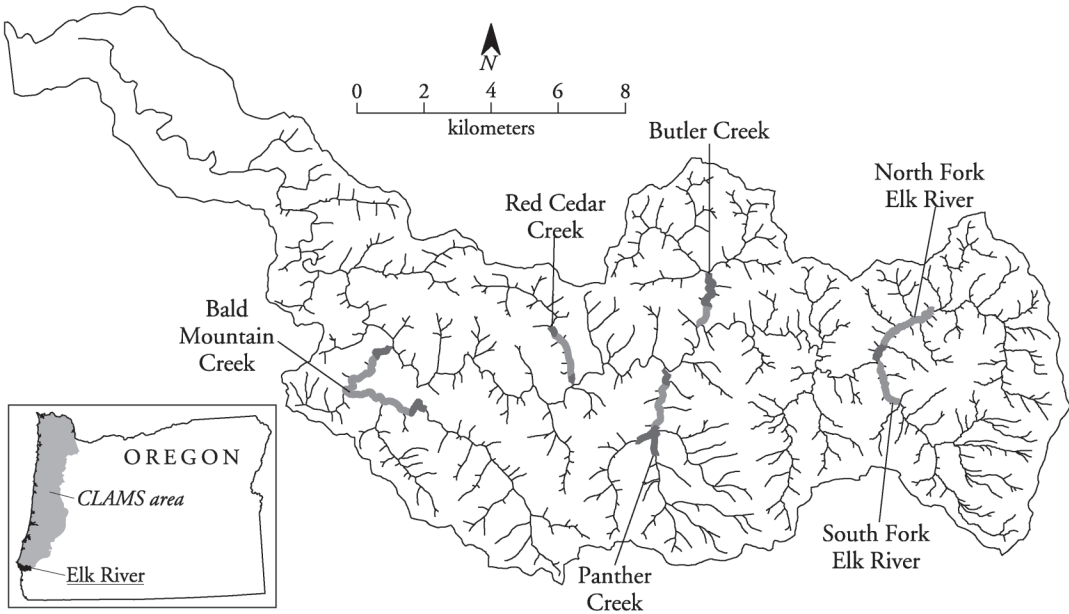 N
0 2 4 6 8
kilometers
Butler Creek
North Fork
Elk River
Red Cedar
Creek
Bald
Mountain
Creek
OREGON
CLAMS area
Elk River
South Fork
Elk River
Panther
Creek